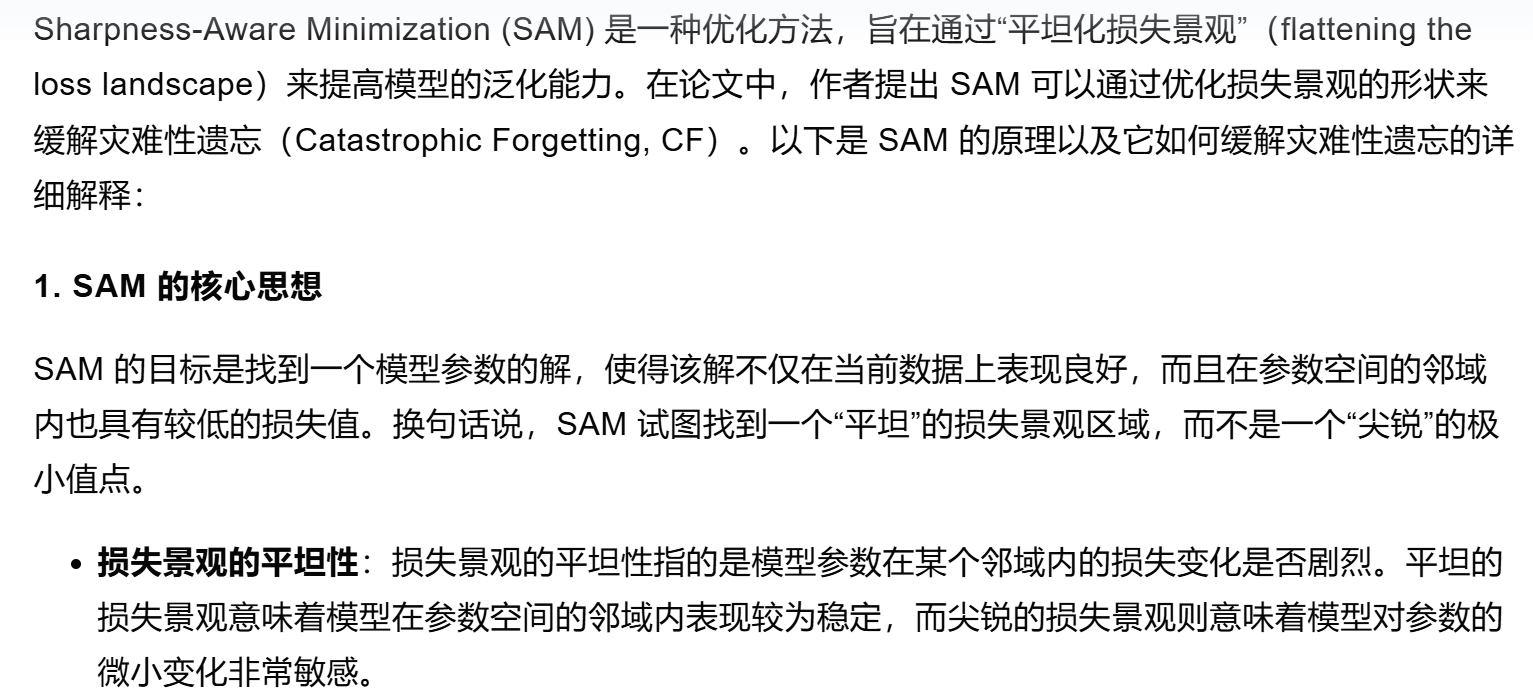 Sharpness-Aware Minimization (SAM) 是一种优化方法，旨在通过“平坦化损失景观”（flattening the
loss landscape）来提高模型的泛化能力。在论文中，作者提出 SAM 可以通过优化损失景观的形状来
缓解灾难性遗忘（Catastrophic Forgetting, CF）。以下是 SAM 的原理以及它如何缓解灾难性遗忘的详
细解释：
1. SAM 的核心思想
SAM 的目标是找到一个模型参数的解，使得该解不仅在当前数据上表现良好，而且在参数空间的邻域
内也具有较低的损失值。换句话说，SAM 试图找到一个“平坦”的损失景观区域，而不是一个“尖锐”的极
小值点。
• 损失景观的平坦性：损失景观的平坦性指的是模型参数在某个邻域内的损失变化是否剧烈。平坦的
损失景观意味着模型在参数空间的邻域内表现较为稳定，而尖锐的损失景观则意味着模型对参数的
微小变化非常敏感。